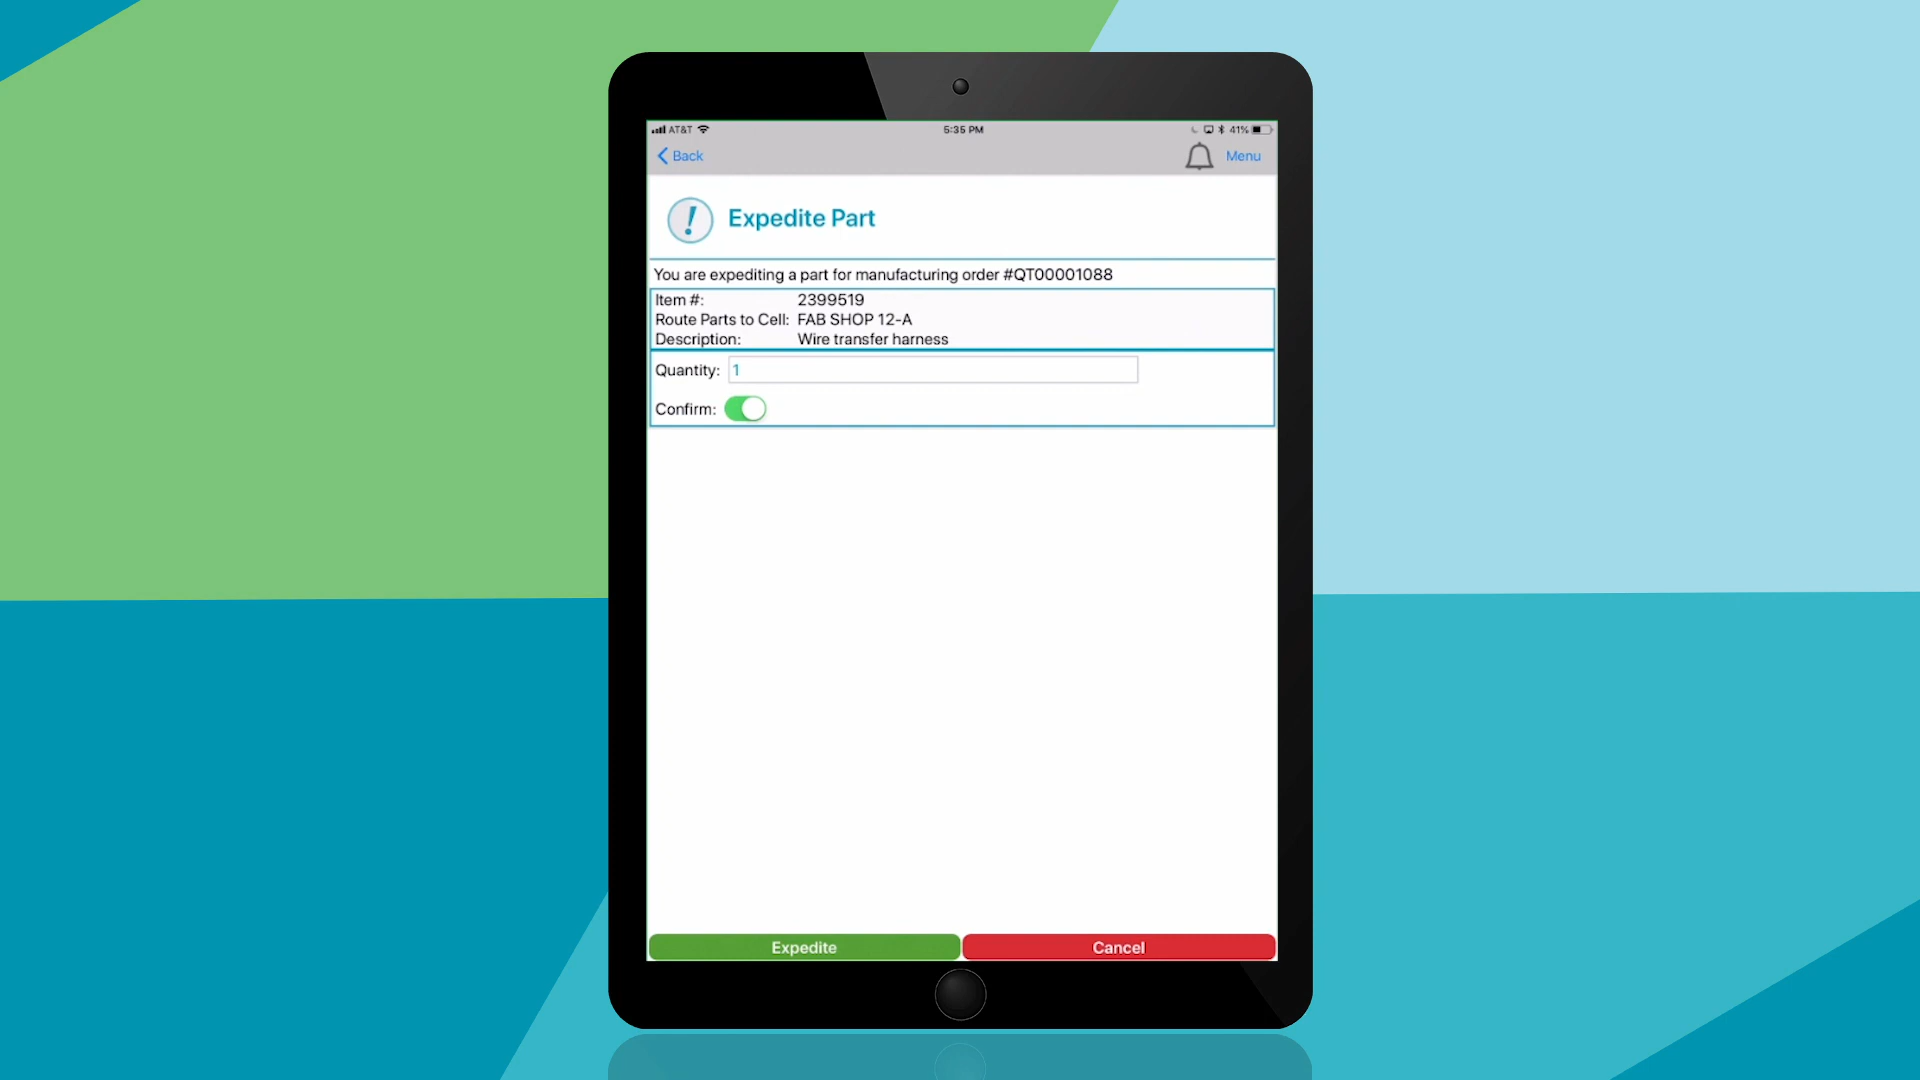 AT&T 5:35 PM 41%
Back Menu
! Expedite Part
You are expediting a part for manufacturing order #QT00001088
Item #: 2399519
Route Parts to Cell: FAB SHOP 12-A
Description: Wire transfer harness
Quantity: 1
Confirm:
Expedite Cancel